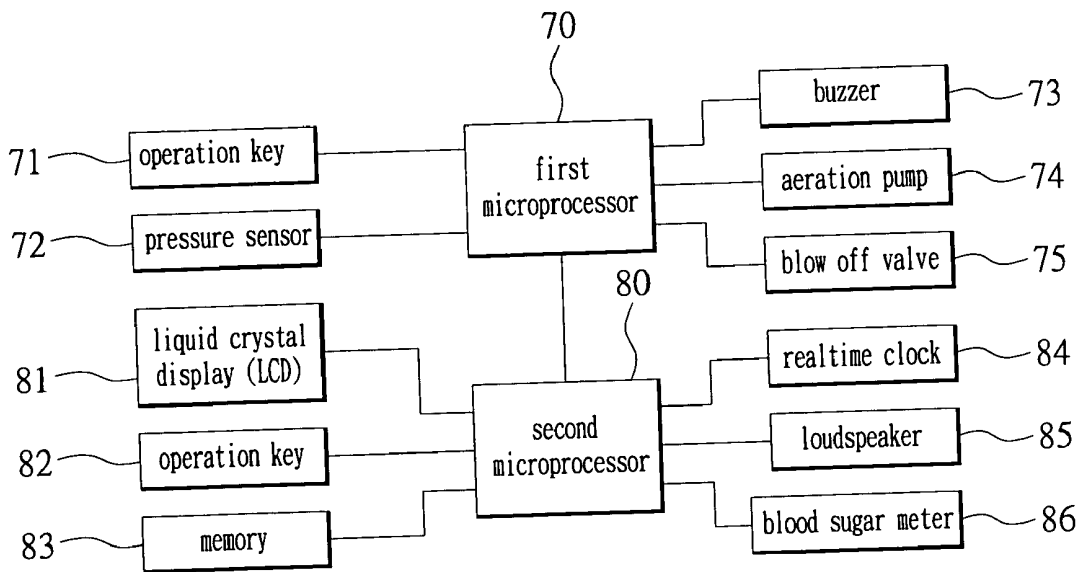 70
buzzer
73
71
operation key
first
microprocessor
aeration pump
74
72
pressure sensor
blow off valve
75
80
81
liquid crystal
display (LCD)
realtime clock
84
82
operation key
second
microprocessor
loudspeaker
85
83
memory
blood sugar meter
86